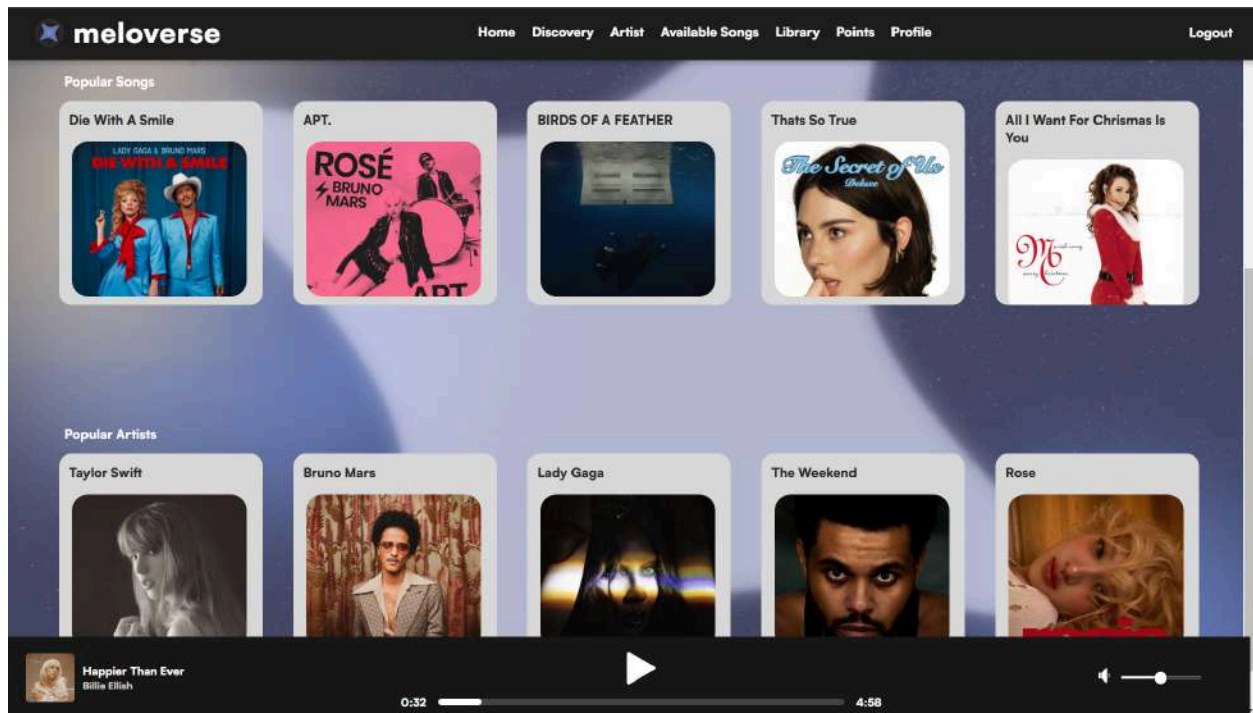 meloverse
Home Discovery Artist Available Songs Library Points Profile Logout
Popular Songs
Die With A Smile
LADY GAGA & BRUNO MARS
DIE WITH A SMILE
APT.
ROSÉ
BRUNO
MARS
APT
BIRDS OF A FEATHER
Thats So True
The Secret of Us
Deluxe
All I Want For Chrismas Is
You
Popular Artists
Taylor Swift
Bruno Mars
Lady Gaga
The Weekend
Rose
Happier Than Ever
Billie Ellish
0:32 4:58